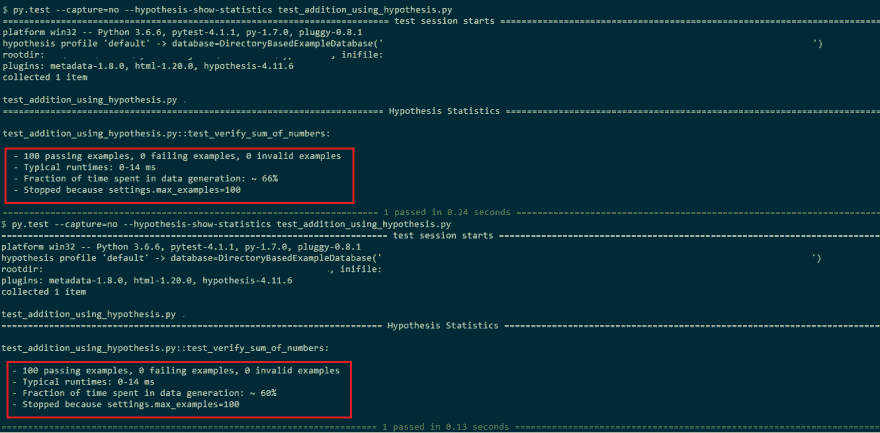 $ py.test --capture=no --hypothesis-show-statistics test_addition_using_hypothesis.py
============================= test session starts =============================
platform win32 -- Python 3.6.6, pytest-4.1.1, py-1.7.0, pluggy-0.8.1
hypothesis profile 'default' -> database=DirectoryBasedExampleDatabase(' ')
rootdir: , inifile:
plugins: metadata-1.8.0, html-1.20.0, hypothesis-4.11.6
collected 1 item
test_addition_using_hypothesis.py .
============================= Hypothesis Statistics =============================
test_addition_using_hypothesis.py::test_verify_sum_of_numbers:
- 100 passing examples, 0 failing examples, 0 invalid examples
- Typical runtimes: 0-14 ms
- Fraction of time spent in data generation: ~ 66%
- Stopped because settings.max_examples=100
============================= 1 passed in 0.24 seconds =============================
$ py.test --capture=no --hypothesis-show-statistics test_addition_using_hypothesis.py
============================= test session starts =============================
platform win32 -- Python 3.6.6, pytest-4.1.1, py-1.7.0, pluggy-0.8.1
hypothesis profile 'default' -> database=DirectoryBasedExampleDatabase(' ')
rootdir: , inifile:
plugins: metadata-1.8.0, html-1.20.0, hypothesis-4.11.6
collected 1 item
test_addition_using_hypothesis.py .
============================= Hypothesis Statistics =============================
test_addition_using_hypothesis.py::test_verify_sum_of_numbers:
- 100 passing examples, 0 failing examples, 0 invalid examples
- Typical runtimes: 0-14 ms
- Fraction of time spent in data generation: ~ 60%
- Stopped because settings.max_examples=100
============================= 1 passed in 0.13 seconds =============================